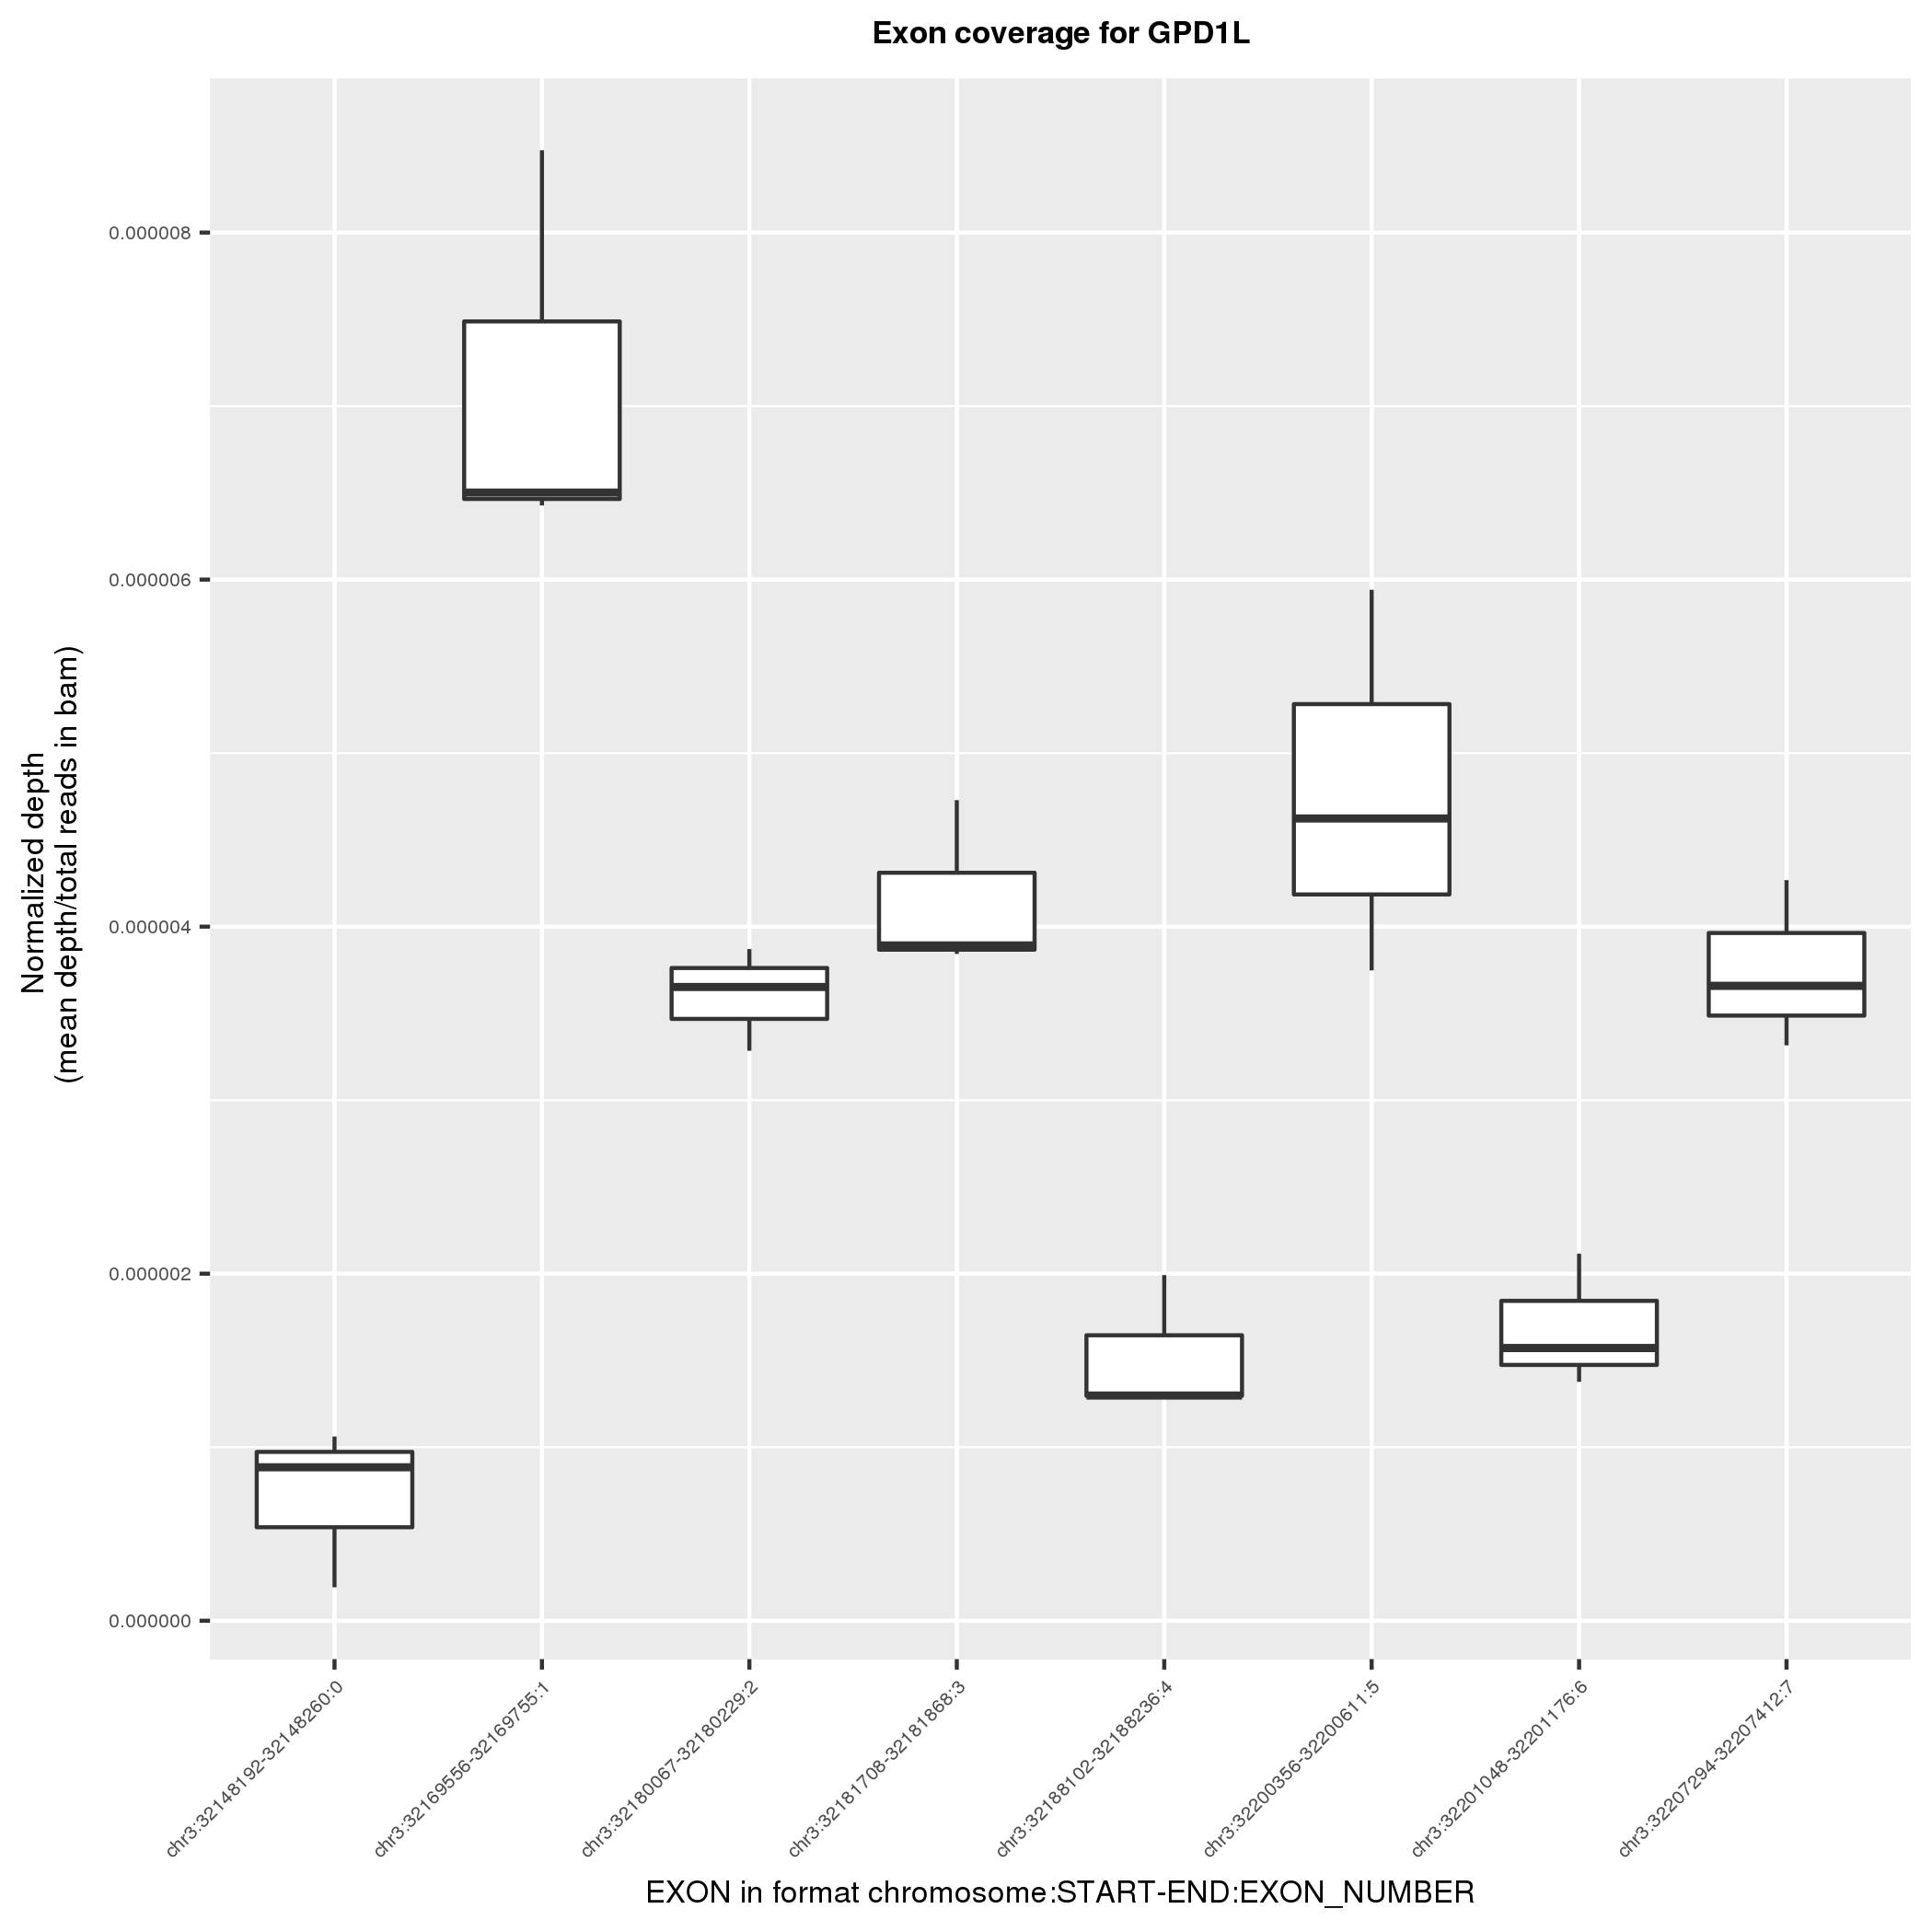 Exon coverage for GPD1L
Normalized depth
(mean depth/total reads in bam)
0.000008
0.000006
0.000004
0.000002
0.000000
chr3:32148192-32148260:0
chr3:32169556-32169755:1
chr3:32180067-32180229:2
chr3:32181708-32181868:3
chr3:32188102-32188236:4
chr3:32200356-32200611:5
chr3:32201048-32201176:6
chr3:32207294-32207412:7
EXON in format chromosome:START-END:EXON_NUMBER